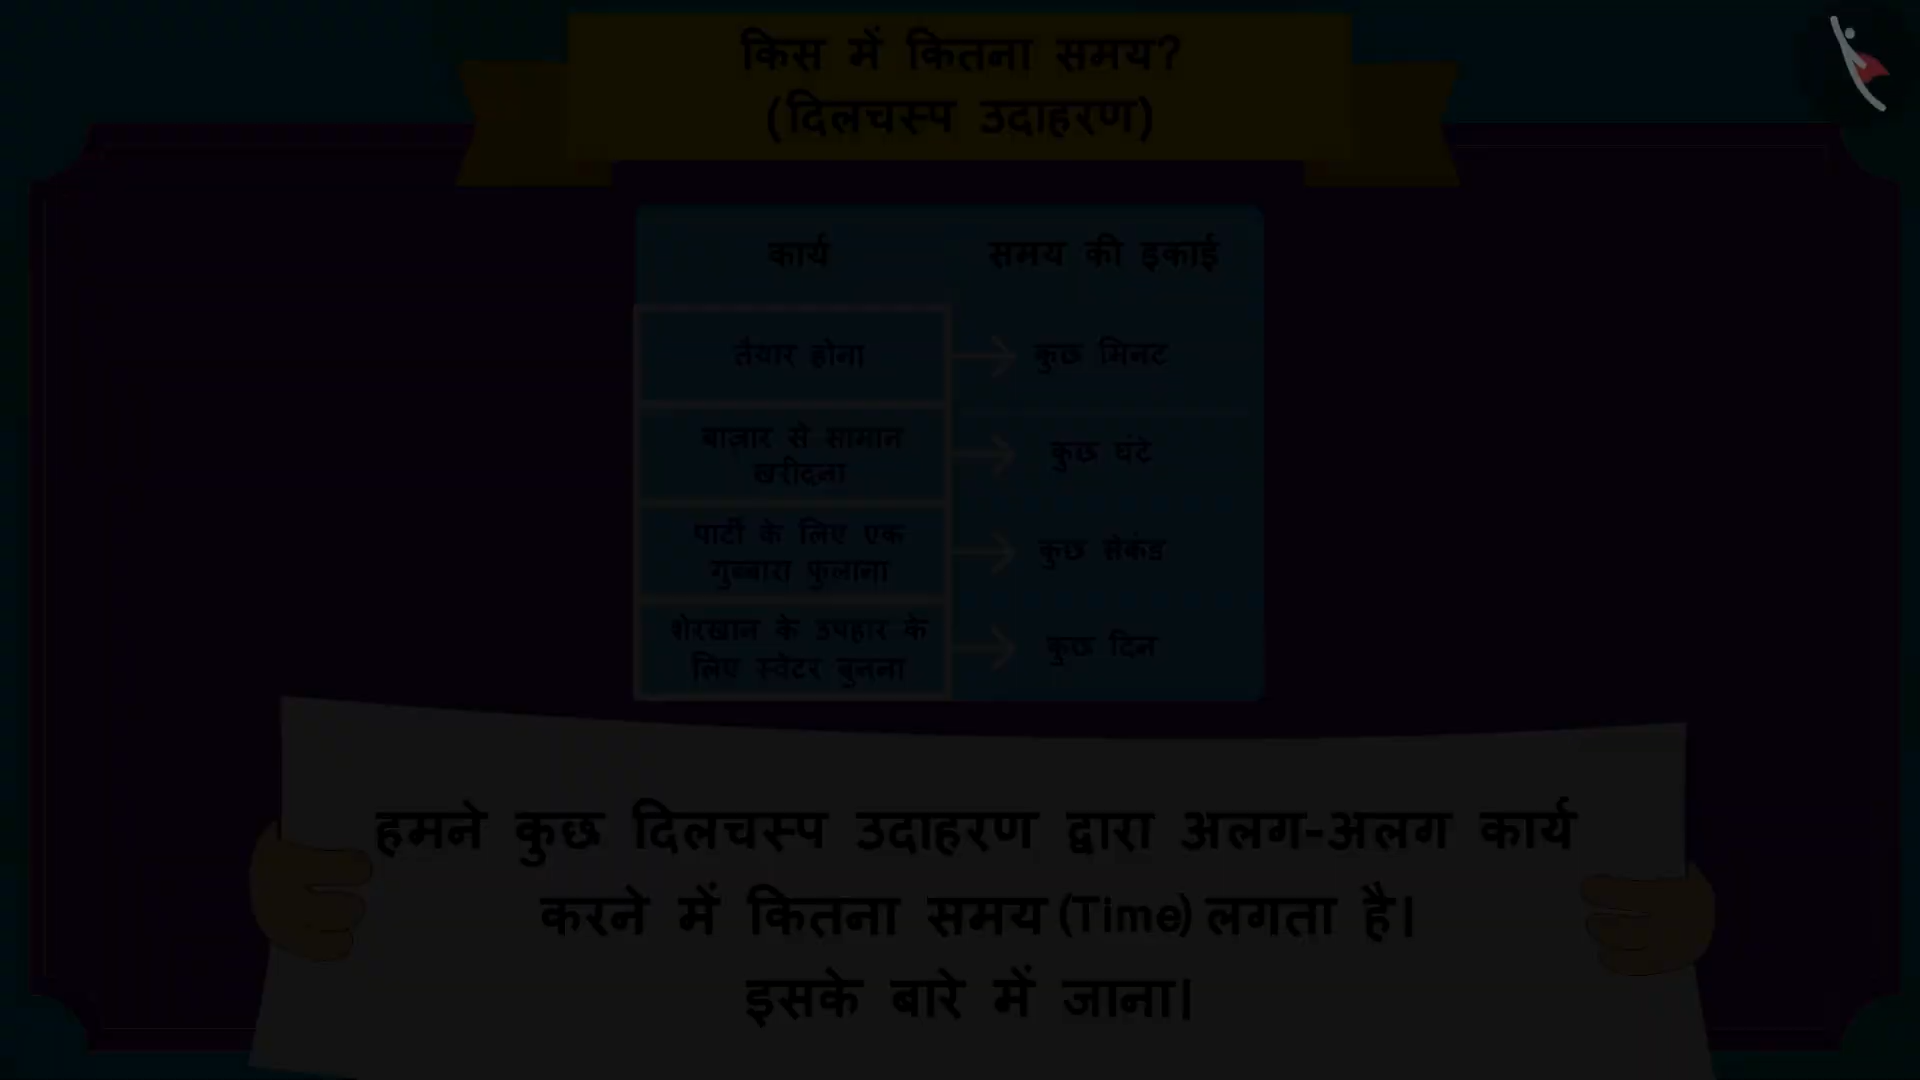 किस में कितना समय?
(दिलचस्प उदाहरण)
कार्य समय की इकाई
तैयार होना कुछ मिनट
बाज़ार से सामान
खरीदना
कुछ घंटे
पार्टी के लिए एक
गुब्बारा फुलाना
कुछ सेकंड
शेरखान के उपहार के
लिए स्वेटर बुनना
कुछ दिन
हमने कुछ दिलचस्प उदाहरण द्वारा अलग-अलग कार्य
करने में कितना समय (Time) लगता है।
इसके बारे में जाना।